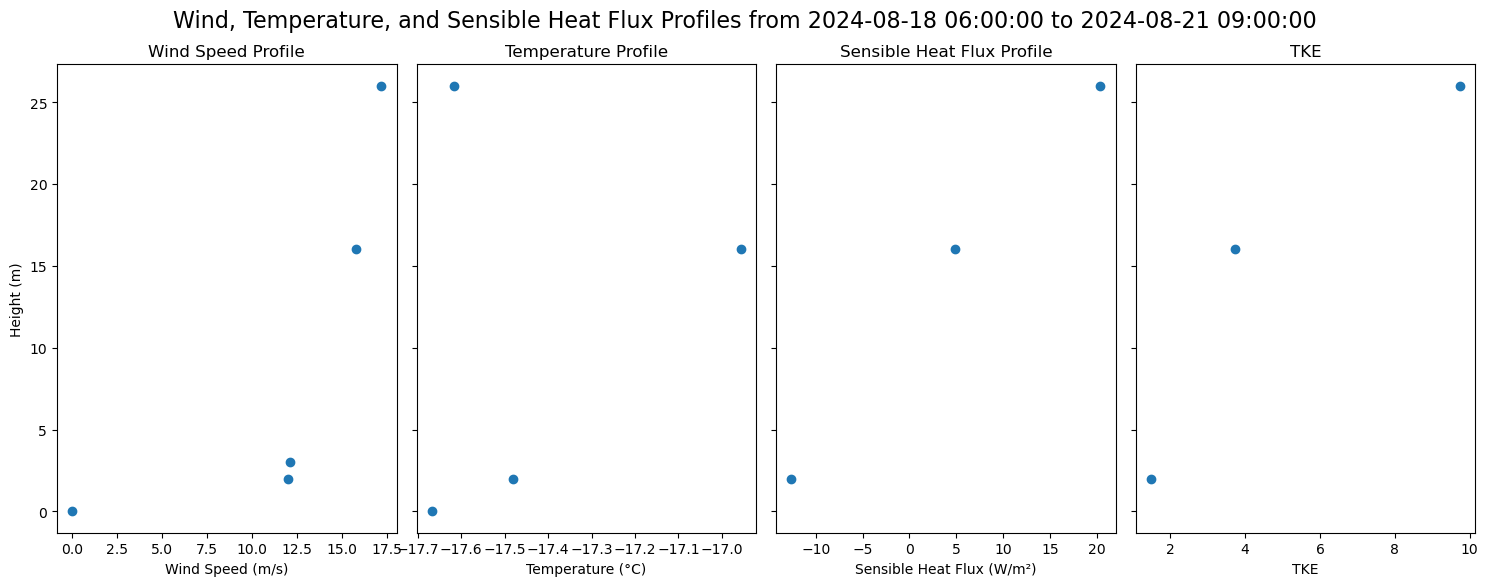 Wind, Temperature, and Sensible Heat Flux Profiles from 2024-08-18 06:00:00 to 2024-08-21 09:00:00
Wind Speed Profile
Temperature Profile
Sensible Heat Flux Profile
TKE
25
20
15
10
5
0
Height (m)
0.0 2.5 5.0 7.5 10.0 12.5 15.0 17.5
−17.7 −17.6 −17.5 −17.4 −17.3 −17.2 −17.1 −17.0
−10 −5 0 5 10 15 20
2 4 6 8 10
Wind Speed (m/s)
Temperature (°C)
Sensible Heat Flux (W/m²)
TKE